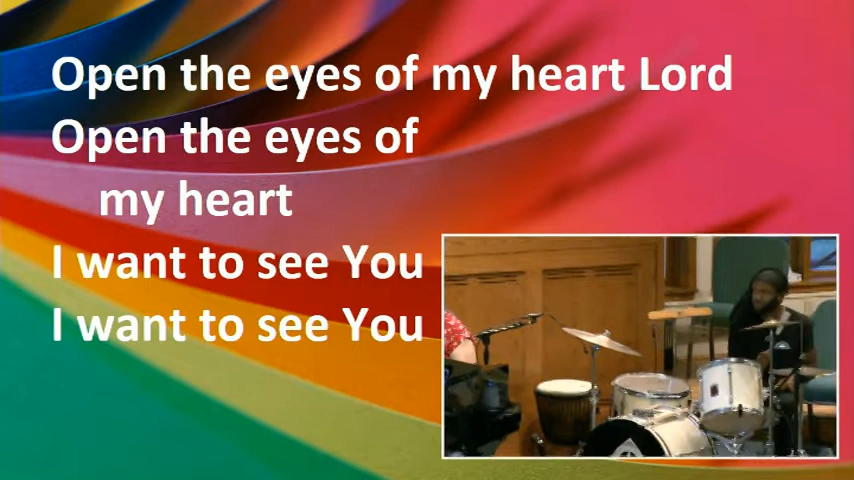 Open the eyes of my heart Lord
Open the eyes of
my heart
I want to see You
I want to see You